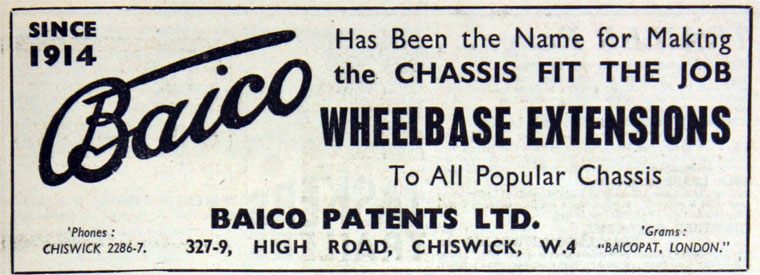 SINCE
1914
Baico
Has Been the Name for Making
the CHASSIS FIT THE JOB
WHEELBASE EXTENSIONS
To All Popular Chassis
BAICO PATENTS LTD.
'Phones :
CHISWICK 2286-7.
327-9, HIGH ROAD, CHISWICK, W.4
'Grams :
"BAICOPAT, LONDON."